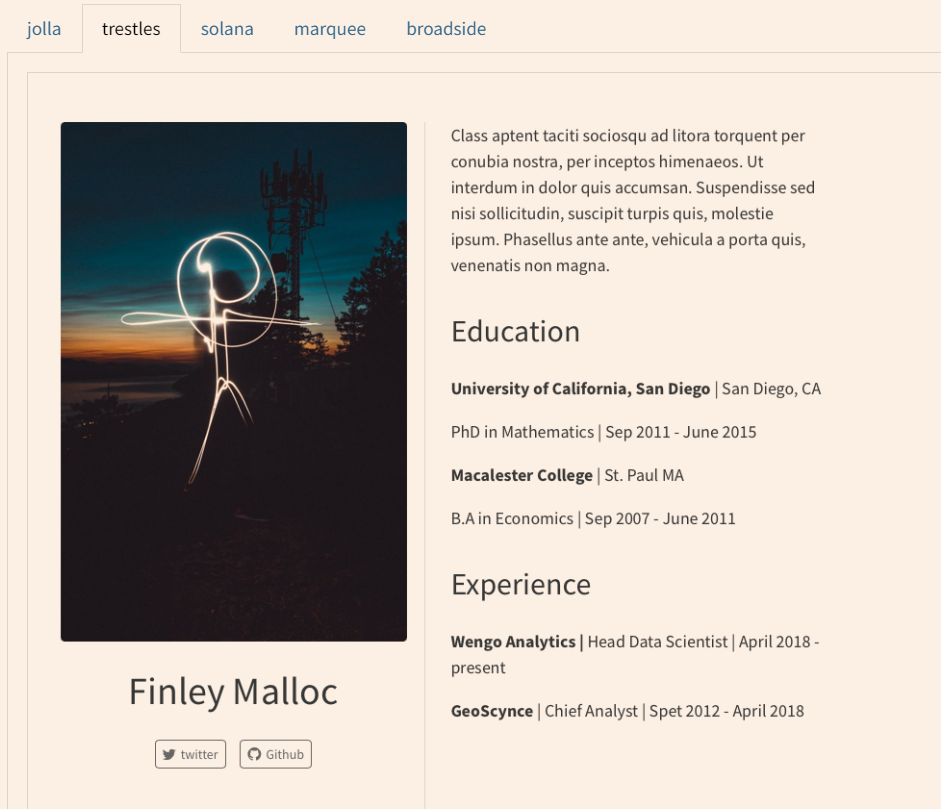 jolla trestles solana marquee broadside
Class aptent taciti sociosqu ad litora torquent per
conubia nostra, per inceptos himenaeos. Ut
interdum in dolor quis accumsan. Suspendisse sed
nisi sollicitudin, suscipit turpis quis, molestie
ipsum. Phasellus ante ante, vehicula a porta quis,
venenatis non magna.
Education
University of California, San Diego | San Diego, CA
PhD in Mathematics | Sep 2011 - June 2015
Macalester College | St. Paul MA
B.A in Economics | Sep 2007 - June 2011
Experience
Wengo Analytics | Head Data Scientist | April 2018 -
present
GeoScynce | Chief Analyst | Spet 2012 - April 2018
Finley Malloc
twitter Github